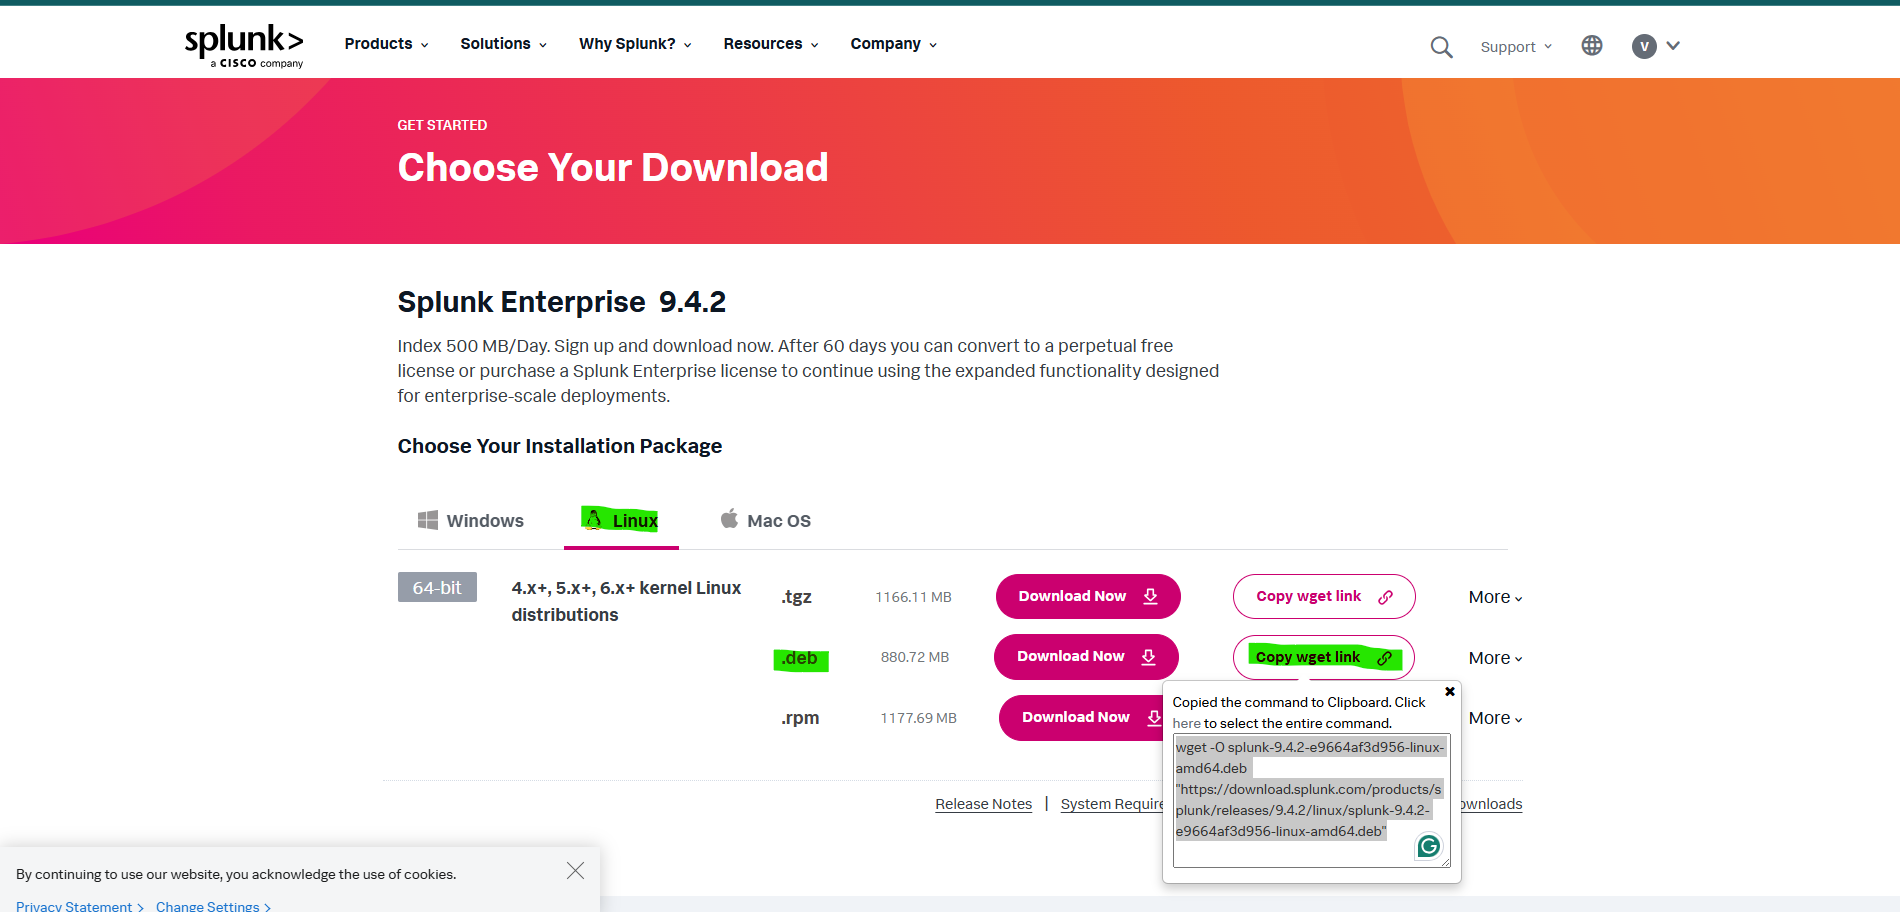 splunk>
a CISCO company
Products
Solutions
Why Splunk?
Resources
Company
Support
V
GET STARTED
Choose Your Download
Splunk Enterprise 9.4.2
Index 500 MB/Day. Sign up and download now. After 60 days you can convert to a perpetual free
license or purchase a Splunk Enterprise license to continue using the expanded functionality designed
for enterprise-scale deployments.
Choose Your Installation Package
Windows
Linux
Mac OS
64-bit
4.x+, 5.x+, 6.x+ kernel Linux
distributions
.tgz
1166.11 MB
Download Now
Copy wget link
More
.deb
880.72 MB
Download Now
Copy wget link
More
.rpm
1177.69 MB
Download Now
More
Copied the command to Clipboard. Click
here to select the entire command.
wget -O splunk-9.4.2-e9664af3d956-linux-
amd64.deb
"https://download.splunk.com/products/s
plunk/releases/9.4.2/linux/splunk-9.4.2-
e9664af3d956-linux-amd64.deb"
Release Notes | System Require
ownloads
By continuing to use our website, you acknowledge the use of cookies.
Privacy Statement >
Change Settings >